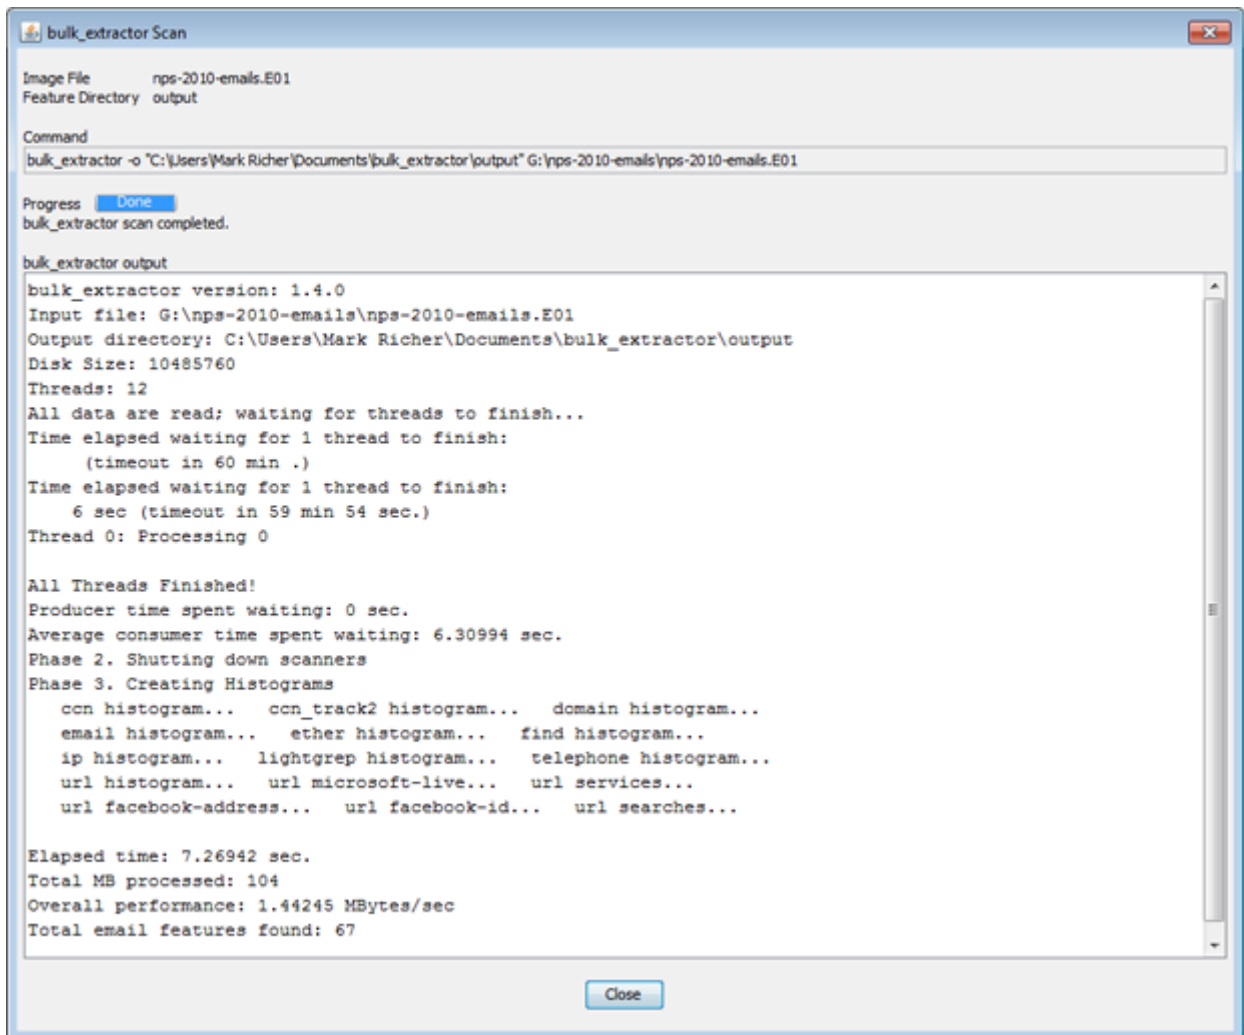 bulk_extractor Scan
Image File nps-2010-emails.E01
Feature Directory output
Command
bulk_extractor -o "C:\Users\Mark Richer\Documents\bulk_extractor\output" G:\nps-2010-emails\nps-2010-emails.E01
Progress Done
bulk_extractor scan completed.
bulk_extractor output
bulk_extractor version: 1.4.0
Input file: G:\nps-2010-emails\nps-2010-emails.E01
Output directory: C:\Users\Mark Richer\Documents\bulk_extractor\output
Disk Size: 10485760
Threads: 12
All data are read; waiting for threads to finish...
Time elapsed waiting for 1 thread to finish:
(timeout in 60 min .)
Time elapsed waiting for 1 thread to finish:
6 sec (timeout in 59 min 54 sec.)
Thread 0: Processing 0
All Threads Finished!
Producer time spent waiting: 0 sec.
Average consumer time spent waiting: 6.30994 sec.
Phase 2. Shutting down scanners
Phase 3. Creating Histograms
ccn histogram... ccn_track2 histogram... domain histogram...
email histogram... ether histogram... find histogram...
ip histogram... lightgrep histogram... telephone histogram...
url histogram... url microsoft-live... url services...
url facebook-address... url facebook-id... url searches...
Elapsed time: 7.26942 sec.
Total MB processed: 104
Overall performance: 1.44245 MBytes/sec
Total email features found: 67
Close